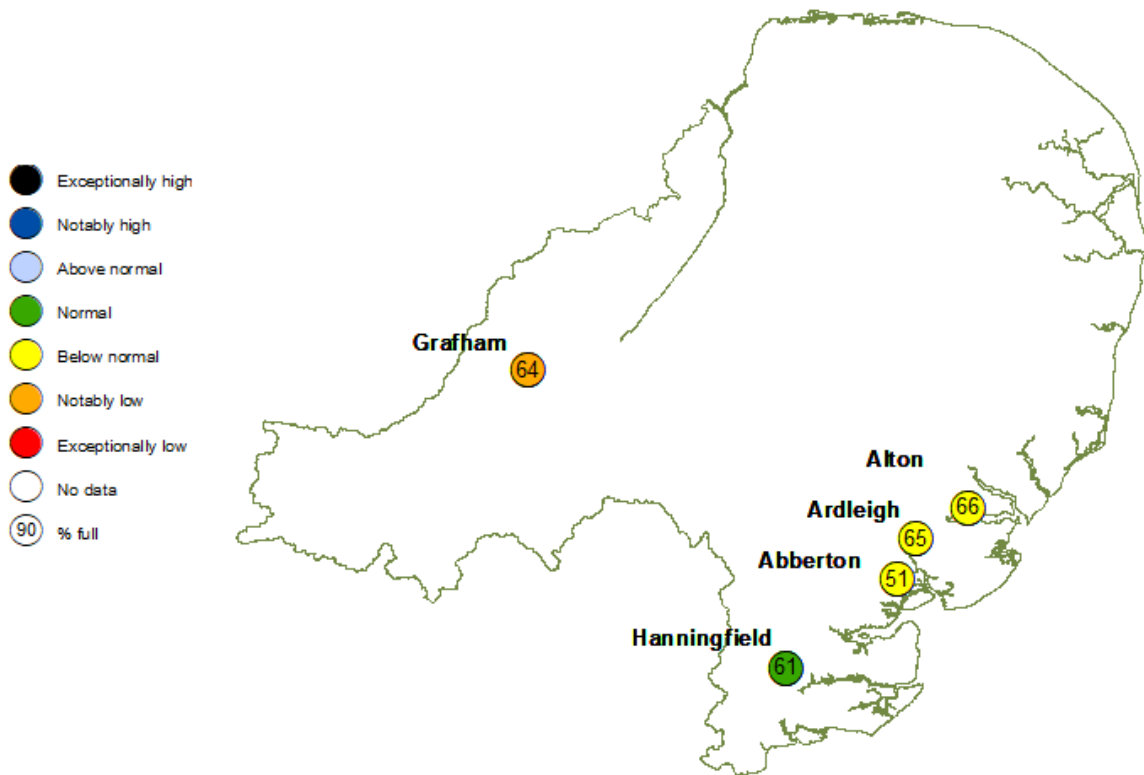 Exceptionally high
Notably high
Above normal
Normal
Below normal
Notably low
Exceptionally low
No data
90 % full
Grafham
64
Alton
66
Ardleigh
65
Abberton
51
Hanningfield
61